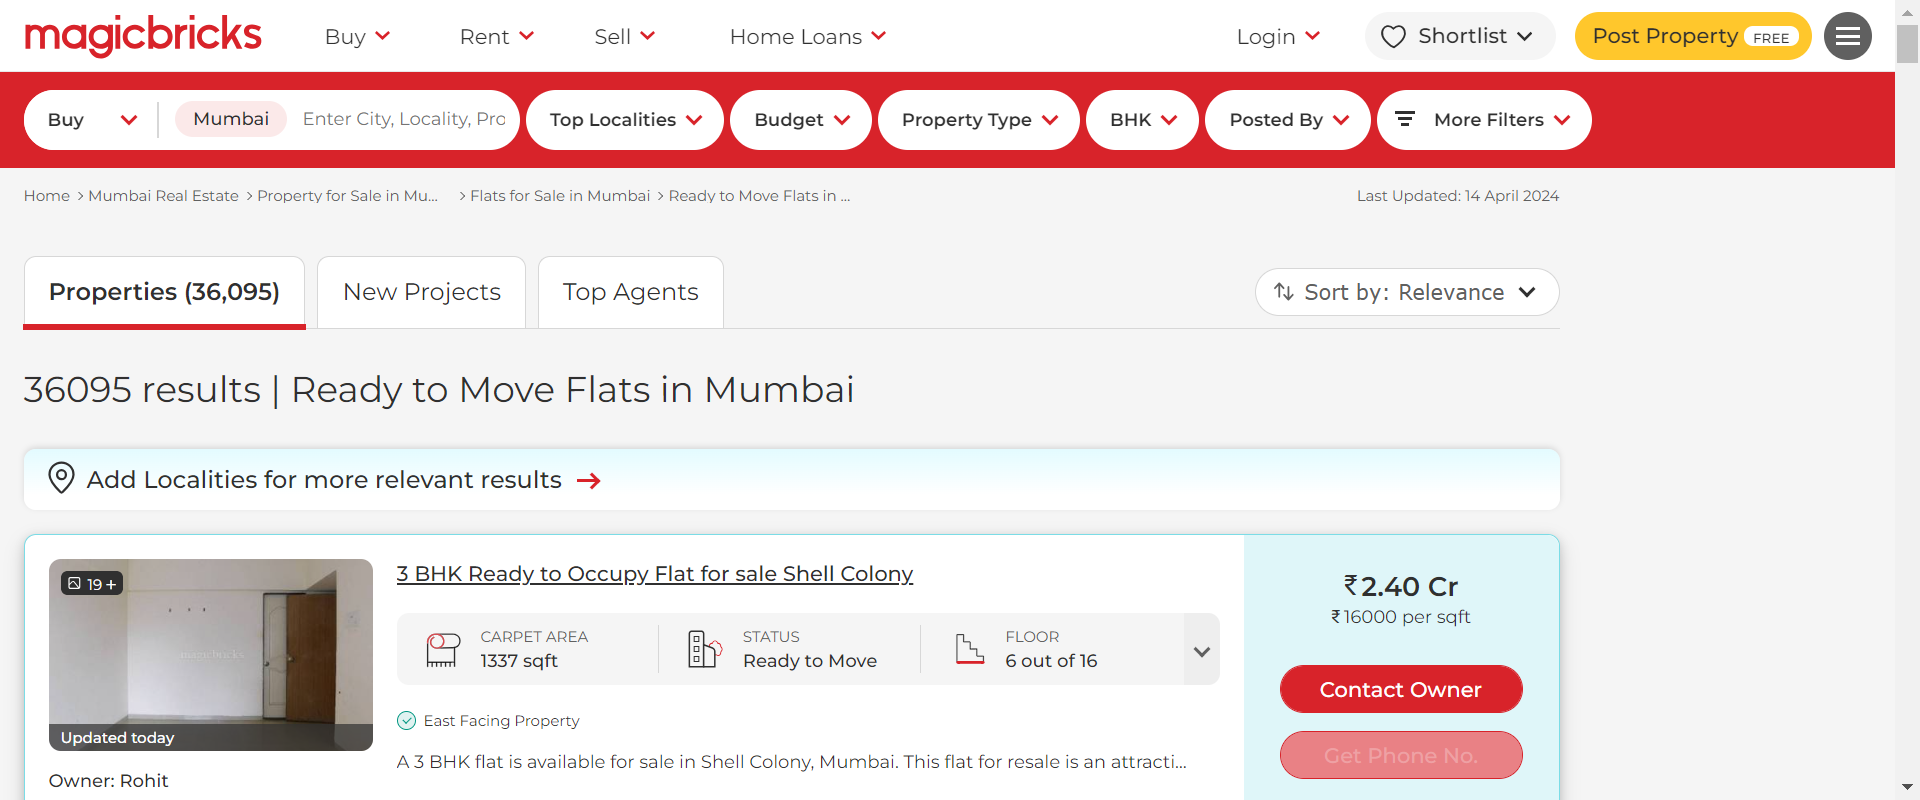 magicbricks
Buy
Rent
Sell
Home Loans
Login
Shortlist
Post Property FREE
Buy
Mumbai
Enter City, Locality, Pro
Top Localities
Budget
Property Type
BHK
Posted By
More Filters
Home > Mumbai Real Estate > Property for Sale in Mu... > Flats for Sale in Mumbai > Ready to Move Flats in ...
Last Updated: 14 April 2024
Properties (36,095)
New Projects
Top Agents
Sort by: Relevance
36095 results | Ready to Move Flats in Mumbai
Add Localities for more relevant results
19+
magicbricks
Updated today
Owner: Rohit
3 BHK Ready to Occupy Flat for sale Shell Colony
CARPET AREA
1337 sqft
STATUS
Ready to Move
FLOOR
6 out of 16
East Facing Property
A 3 BHK flat is available for sale in Shell Colony, Mumbai. This flat for resale is an attracti...
₹2.40 Cr
₹16000 per sqft
Contact Owner
Get Phone No.